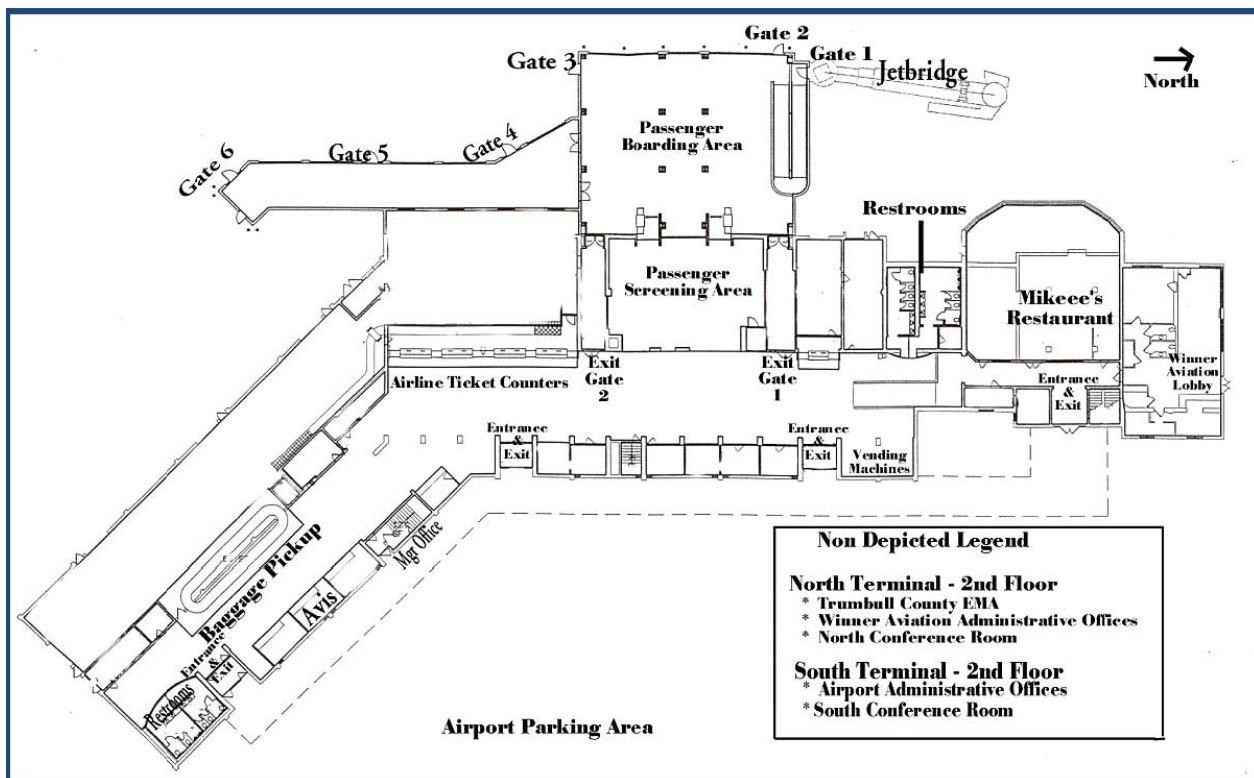 Gate 2
Gate 1
Gate 3
Jetbridge
North
Passenger
Boarding Area
Gate 4
Gate 5
Gate 6
Restrooms
Passenger
Screening Area
Mikeee's
Restaurant
Winner
Aviation
Lobby
Exit
Gate
2
Exit
Gate
1
Airline Ticket Counters
Entrance
&
Exit
Entrance
& Exit
Entrance
& Exit
Vending
Machines
Mgr Office
Baggage Pickup
Avis
Entrance
&
Exit
Restrooms
Airport Parking Area
Non Depicted Legend
North Terminal - 2nd Floor
* Trumbull County EMA
* Winner Aviation Administrative Offices
* North Conference Room
South Terminal - 2nd Floor
* Airport Administrative Offices
* South Conference Room